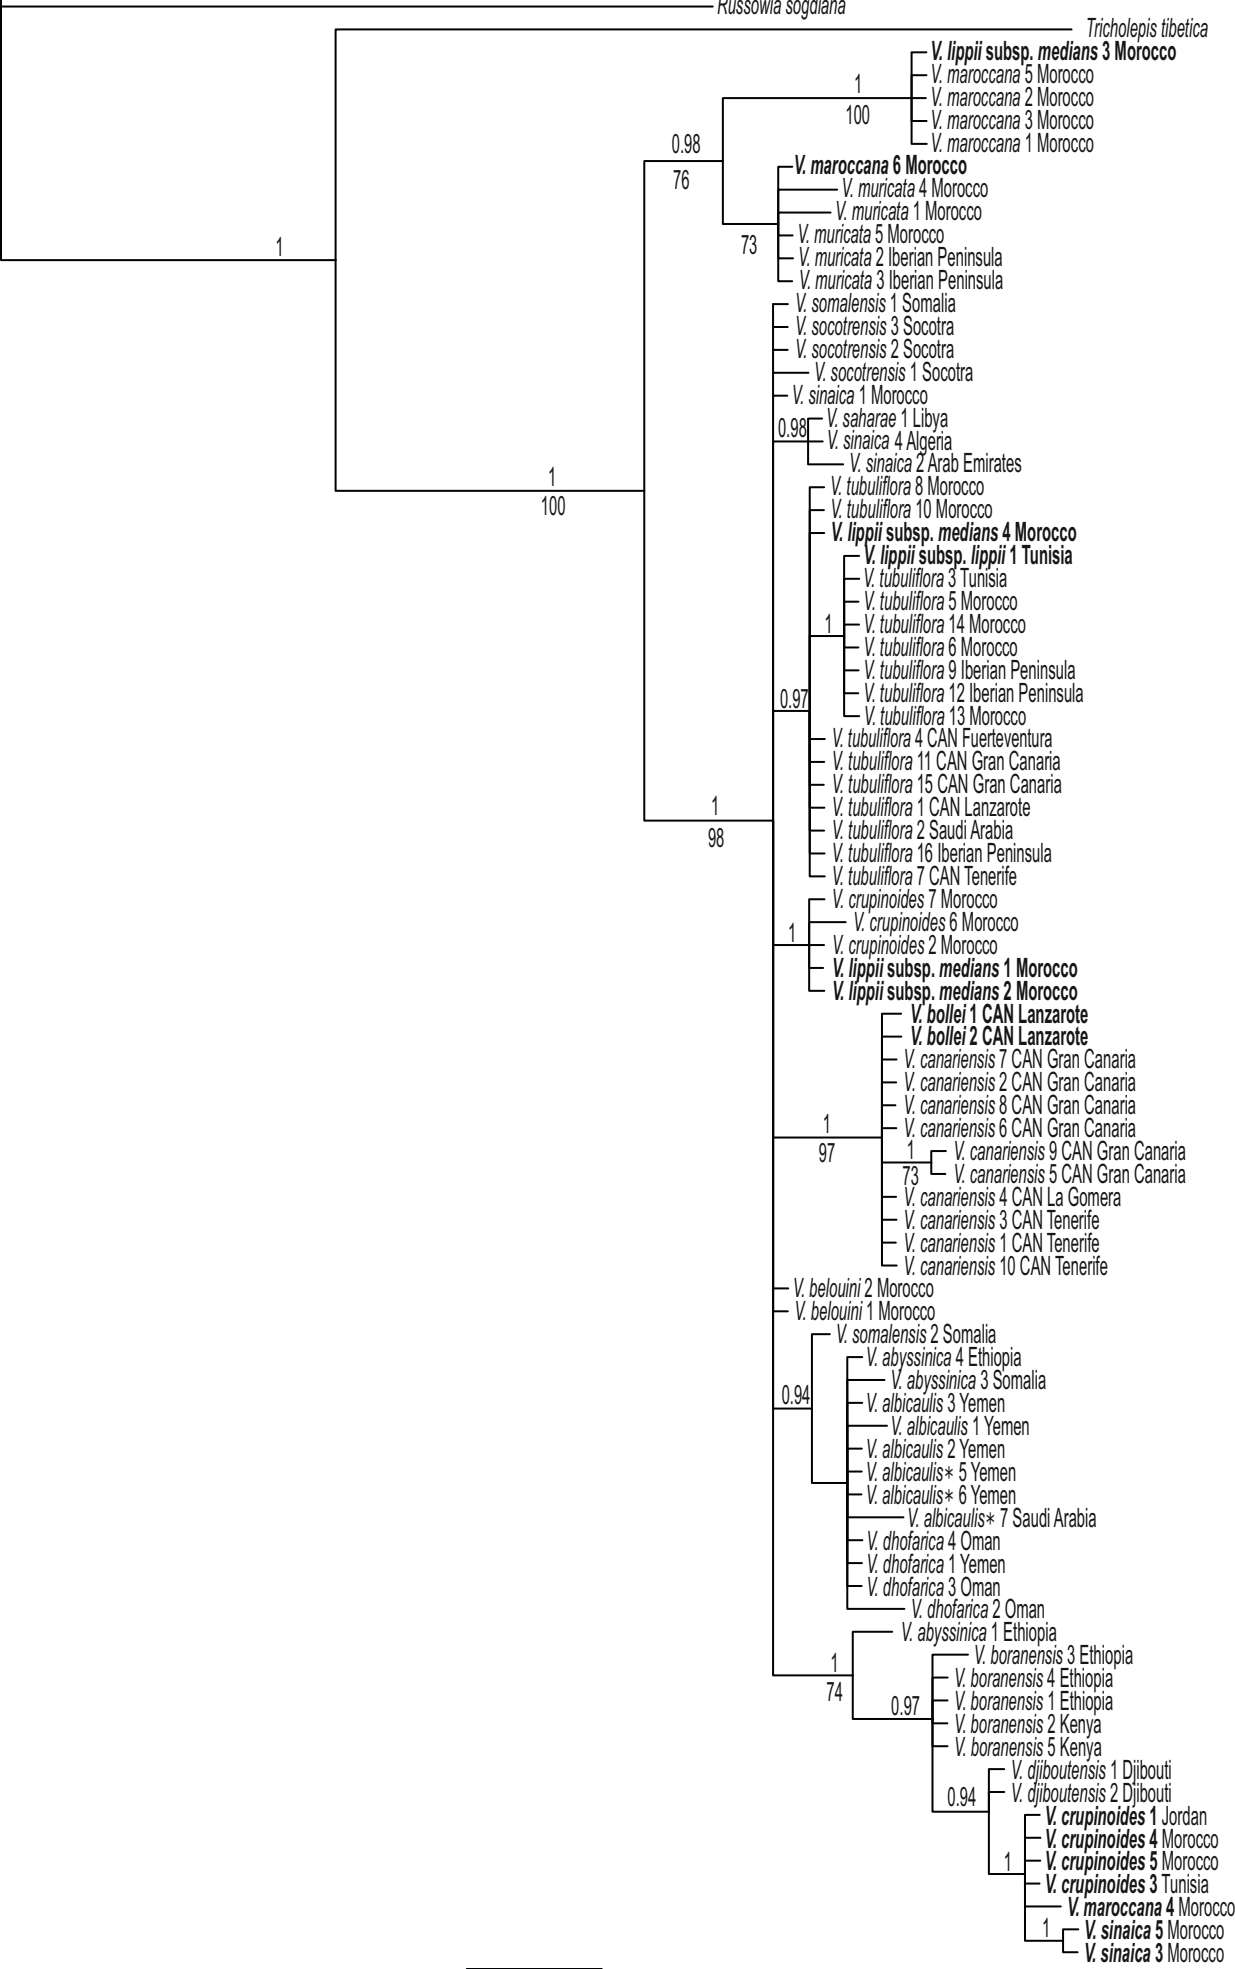 Russowia sogdiana
Tricholepis tibetica
V. lippii subsp. medians 3 Morocco
V. maroccana 5 Morocco
1
V. maroccana 2 Morocco
100
V. maroccana 3 Morocco
V. maroccana 1 Morocco
0.98
76
V. maroccana 6 Morocco
V. muricata 4 Morocco
V. muricata 1 Morocco
V. muricata 5 Morocco
73
1
V. muricata 2 Iberian Peninsula
V. muricata 3 Iberian Peninsula
V. somalensis 1 Somalia
V. socotrensis 3 Socotra
V. socotrensis 2 Socotra
V. socotrensis 1 Socotra
V. sinaica 1 Morocco
V. saharae 1 Libya
0.98
V. sinaica 4 Algeria
V. sinaica 2 Arab Emirates
1
100
V. tubuliflora 8 Morocco
V. tubuliflora 10 Morocco
V. lippii subsp. medians 4 Morocco
V. lippii subsp. lippii 1 Tunisia
V. tubuliflora 3 Tunisia
V. tubuliflora 5 Morocco
1
V. tubuliflora 14 Morocco
V. tubuliflora 6 Morocco
V. tubuliflora 9 Iberian Peninsula
V. tubuliflora 12 Iberian Peninsula
0.97
V. tubuliflora 13 Morocco
V. tubuliflora 4 CAN Fuerteventura
V. tubuliflora 11 CAN Gran Canaria
V. tubuliflora 15 CAN Gran Canaria
1
98
V. tubuliflora 1 CAN Lanzarote
V. tubuliflora 2 Saudi Arabia
V. tubuliflora 16 Iberian Peninsula
V. tubuliflora 7 CAN Tenerife
V. crupinoides 7 Morocco
V. crupinoides 6 Morocco
1
V. crupinoides 2 Morocco
V. lippii subsp. medians 1 Morocco
V. lippii subsp. medians 2 Morocco
V. bollei 1 CAN Lanzarote
V. bollei 2 CAN Lanzarote
V. canariensis 7 CAN Gran Canaria
V. canariensis 2 CAN Gran Canaria
V. canariensis 8 CAN Gran Canaria
V. canariensis 6 CAN Gran Canaria
1
97
1
73
V. canariensis 9 CAN Gran Canaria
V. canariensis 5 CAN Gran Canaria
V. canariensis 4 CAN La Gomera
V. canariensis 3 CAN Tenerife
V. canariensis 1 CAN Tenerife
V. canariensis 10 CAN Tenerife
V. belouini 2 Morocco
V. belouini 1 Morocco
V. somalensis 2 Somalia
V. abyssinica 4 Ethiopia
V. abyssinica 3 Somalia
0.94
V. albicaulis 3 Yemen
V. albicaulis 1 Yemen
V. albicaulis 2 Yemen
V. albicaulis* 5 Yemen
V. albicaulis* 6 Yemen
V. albicaulis* 7 Saudi Arabia
V. dhofarica 4 Oman
V. dhofarica 1 Yemen
V. dhofarica 3 Oman
V. dhofarica 2 Oman
V. abyssinica 1 Ethiopia
1
74
V. boranensis 3 Ethiopia
V. boranensis 4 Ethiopia
0.97
V. boranensis 1 Ethiopia
V. boranensis 2 Kenya
V. boranensis 5 Kenya
V. djiboutensis 1 Djibouti
V. djiboutensis 2 Djibouti
0.94
V. crupinoides 1 Jordan
V. crupinoides 4 Morocco
V. crupinoides 5 Morocco
1
V. crupinoides 3 Tunisia
V. maroccana 4 Morocco
1
V. sinaica 5 Morocco
V. sinaica 3 Morocco